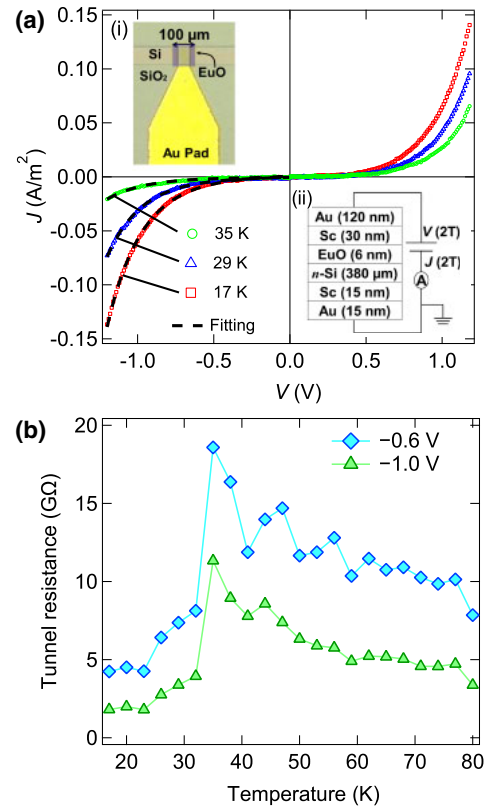 (a)
(i)
100 μm
Si
SiO₂
EuO
Au Pad
0.15
0.10
0.05
0.00
-0.05
-0.10
-0.15
J (A/m²)
35 K
29 K
17 K
Fitting
(ii)
Au (120 nm)
Sc (30 nm)
EuO (6 nm)
n-Si (380 μm)
Sc (15 nm)
Au (15 nm)
V (2T)
J (2T)
A
-1.0
-0.5
0.0
0.5
1.0
V (V)
(b)
−0.6 V
−1.0 V
20
15
10
5
0
Tunnel resistance (GΩ)
20
30
40
50
60
70
80
Temperature (K)